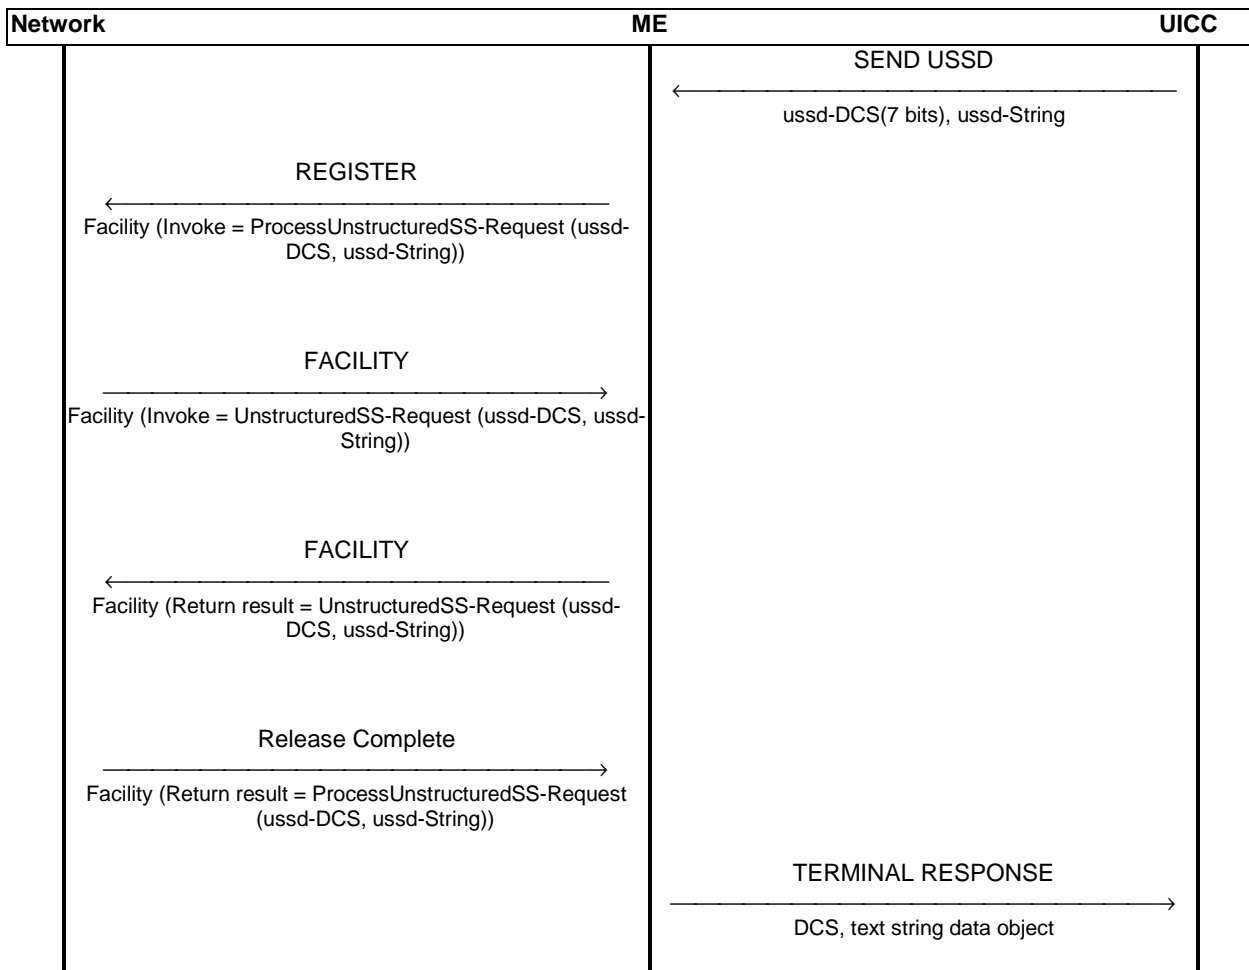 Network ME UICC
SEND USSD
ussd-DCS(7 bits), ussd-String
REGISTER
Facility (Invoke = ProcessUnstructuredSS-Request (ussd-
DCS, ussd-String))
FACILITY
Facility (Invoke = UnstructuredSS-Request (ussd-DCS, ussd-
String))
FACILITY
Facility (Return result = UnstructuredSS-Request (ussd-
DCS, ussd-String))
Release Complete
Facility (Return result = ProcessUnstructuredSS-Request
(ussd-DCS, ussd-String))
TERMINAL RESPONSE
DCS, text string data object